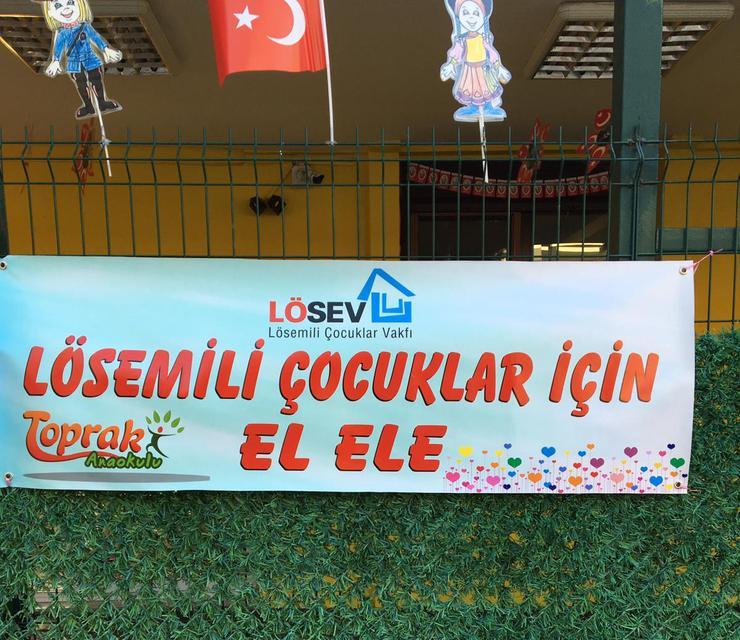 LÖSEV
Lösemili Çocuklar Vakfı
LÖSEMİLİ ÇOCUKLAR İÇİN
EL ELE
Toprak
Anaokulu